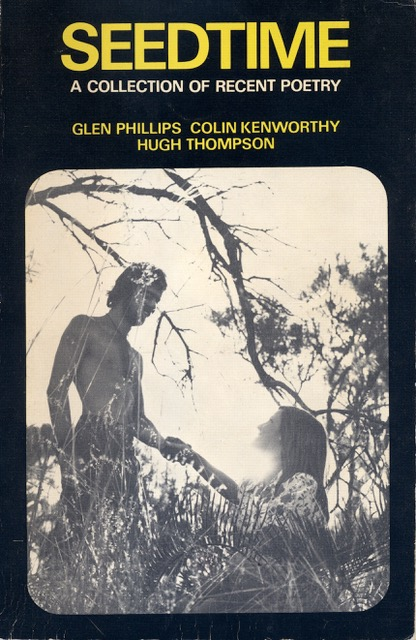 SEEDTIME
A COLLECTION OF RECENT POETRY
GLEN PHILLIPS COLIN KENWORTHY
HUGH THOMPSON